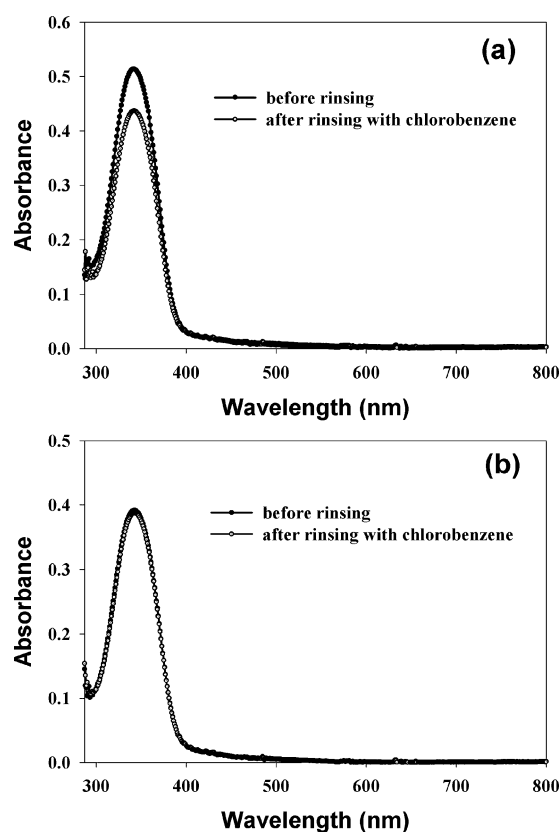 (a)
before rinsing
after rinsing with chlorobenzene
Absorbance
0.6
0.5
0.4
0.3
0.2
0.1
0.0
300 400 500 600 700 800
Wavelength (nm)
(b)
before rinsing
after rinsing with chlorobenzene
Absorbance
0.5
0.4
0.3
0.2
0.1
0.0
300 400 500 600 700 800
Wavelength (nm)